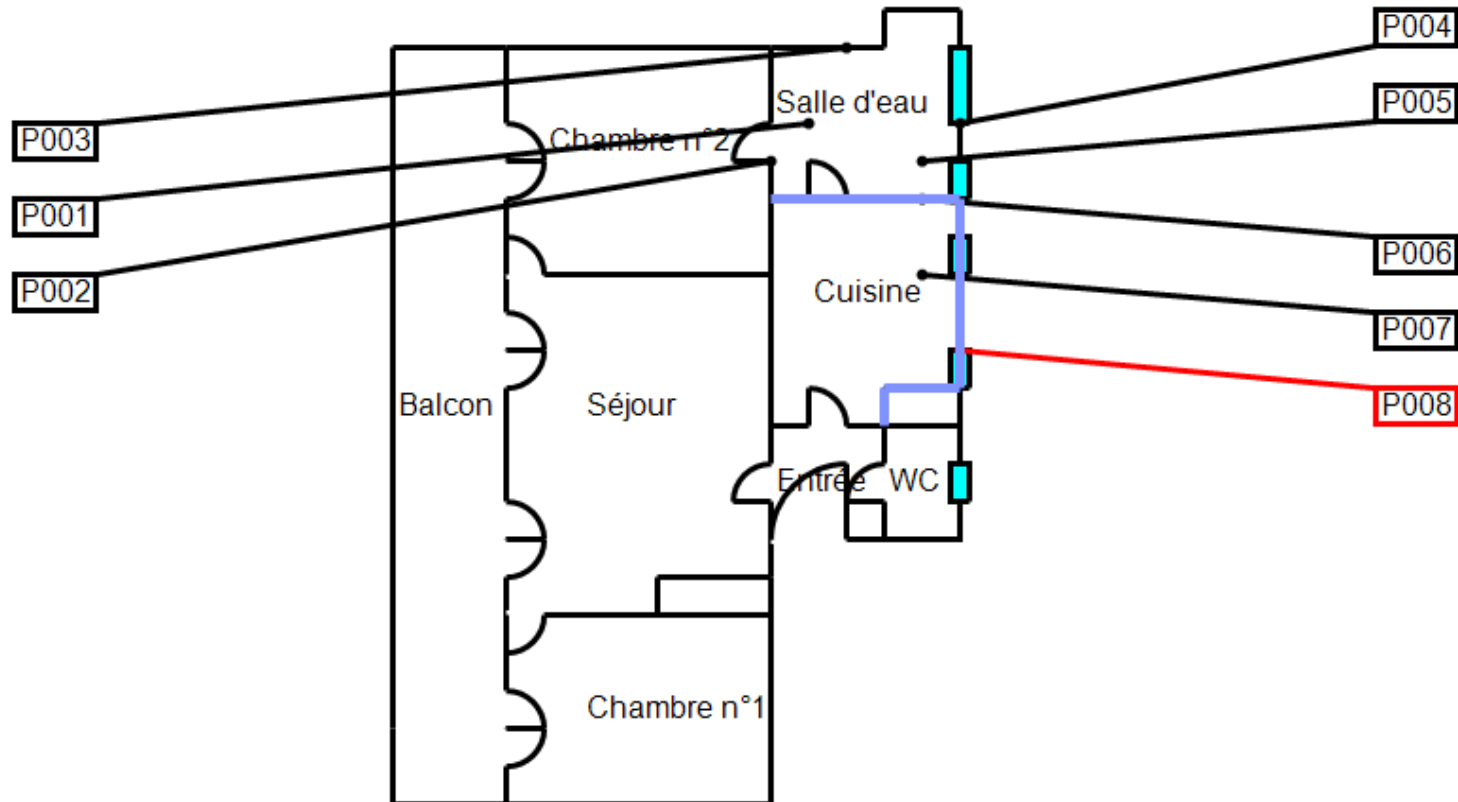 P004
P005
Salle d'eau
P003
Chambre n°2
P001
P006
P002
Cuisine
P007
Balcon
Séjour
P008
Entrée
WC
Chambre n°1